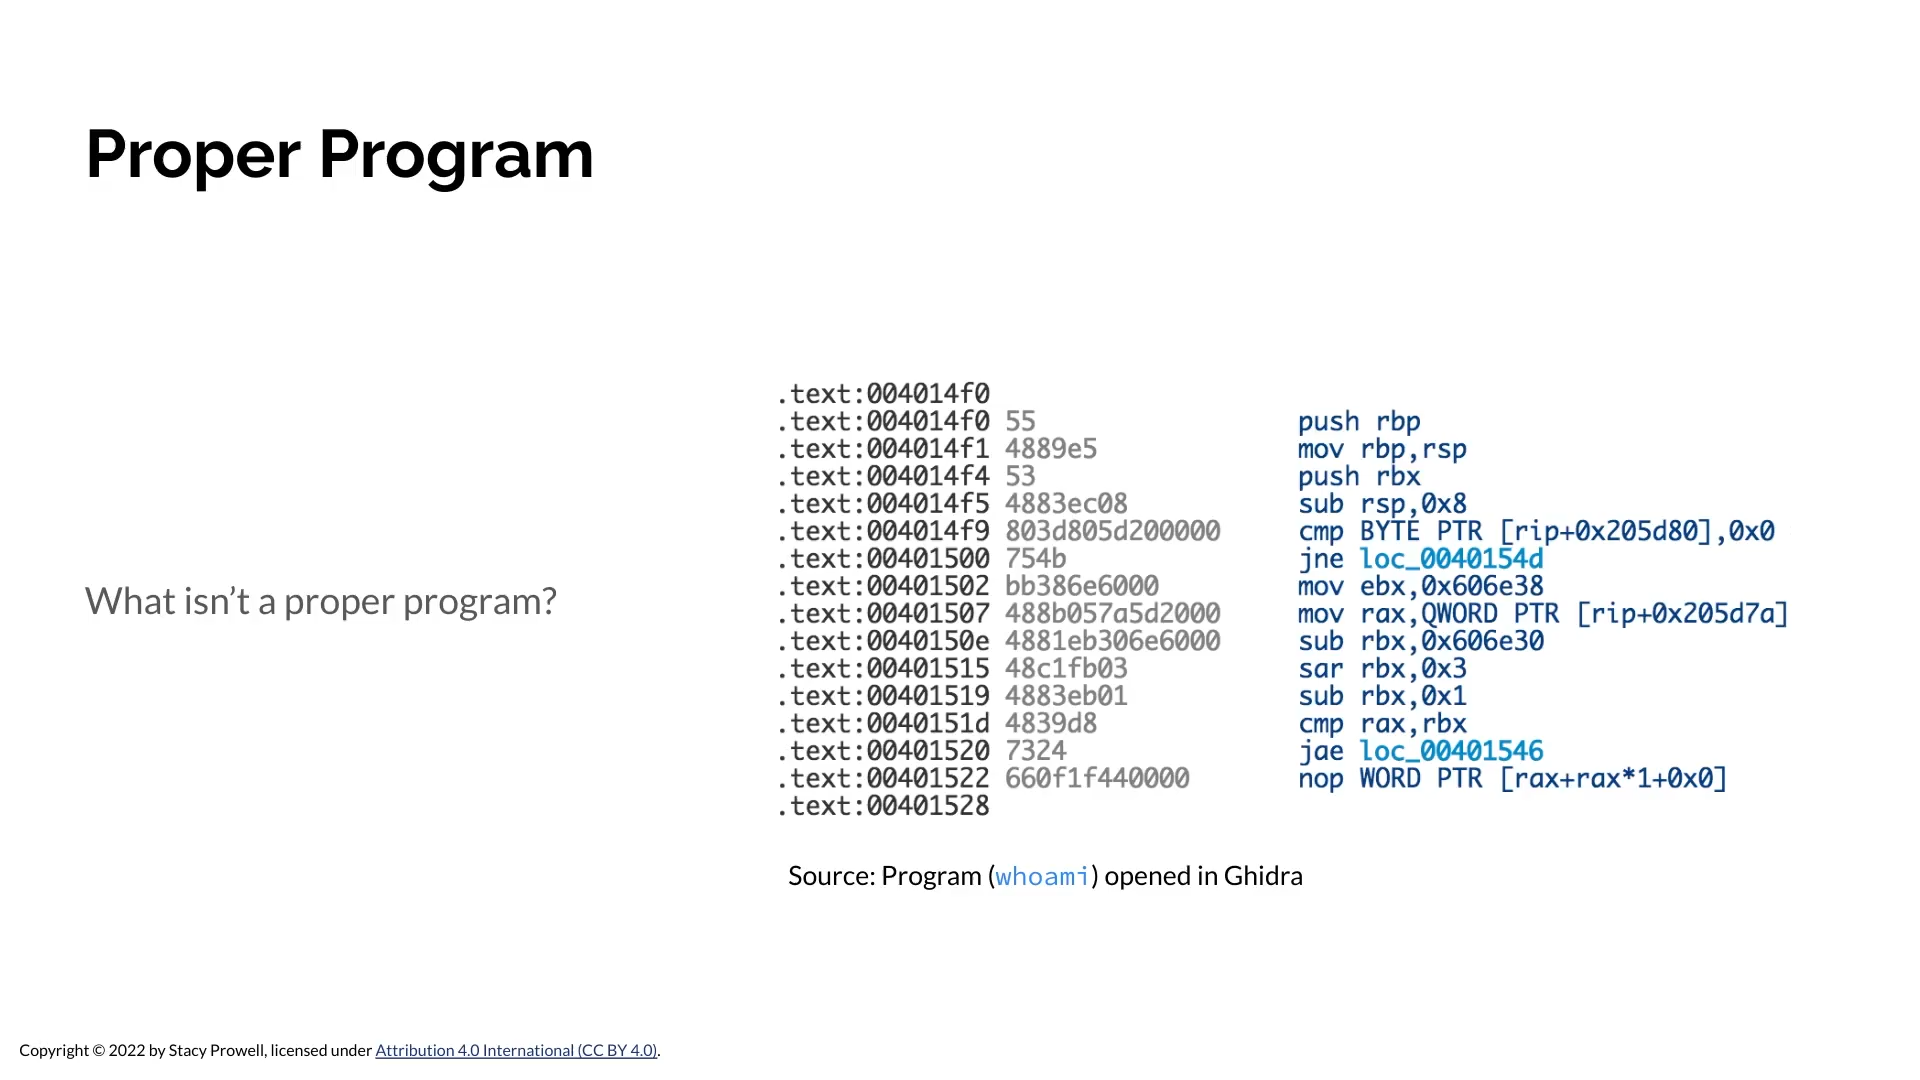 Proper Program
What isn’t a proper program?
.text:004014f0
.text:004014f0 55 push rbp
.text:004014f1 4889e5 mov rbp,rsp
.text:004014f4 53 push rbx
.text:004014f5 4883ec08 sub rsp,0x8
.text:004014f9 803d805d200000 cmp BYTE PTR [rip+0x205d80],0x0
.text:00401500 754b jne loc_0040154d
.text:00401502 bb386e6000 mov ebx,0x606e38
.text:00401507 488b057a5d2000 mov rax,QWORD PTR [rip+0x205d7a]
.text:0040150e 4881eb306e6000 sub rbx,0x606e30
.text:00401515 48c1fb03 sar rbx,0x3
.text:00401519 4883eb01 sub rbx,0x1
.text:0040151d 4839d8 cmp rax,rbx
.text:00401520 7324 jae loc_00401546
.text:00401522 660f1f440000 nop WORD PTR [rax+rax*1+0x0]
.text:00401528
Source: Program (whoami) opened in Ghidra
Copyright © 2022 by Stacy Prowell, licensed under Attribution 4.0 International (CC BY 4.0).